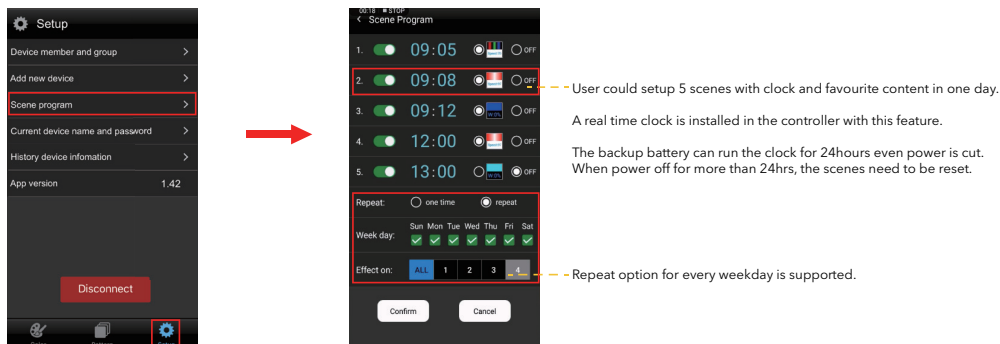 Setup
Device member and group
Add new device
Scene program
Current device name and password
History device infomation
App version 1.42
Disconnect
Setup
00:18 STOP
Scene Program
1. 09:05 OFF
2. 09:08 OFF
3. 09:12 W 0% OFF
4. 12:00 OFF
5. 13:00 W 0% OFF
Repeat: one time repeat
Sun Mon Tue Wed Thu Fri Sat
Week day:
Effect on: ALL 1 2 3 4
Confirm Cancel
User could setup 5 scenes with clock and favourite content in one day.
A real time clock is installed in the controller with this feature.
The backup battery can run the clock for 24hours even power is cut.
When power off for more than 24hrs, the scenes need to be reset.
Repeat option for every weekday is supported.